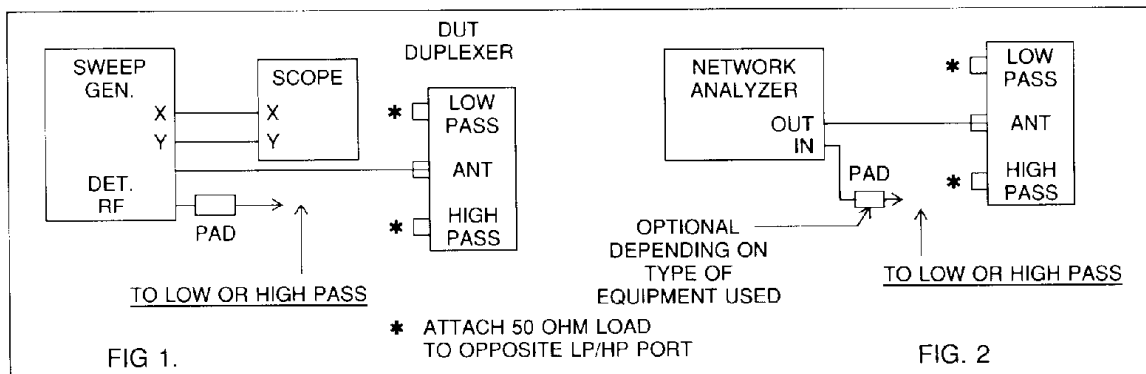 SWEEP
GEN.
X
Y
DET.
RF
SCOPE
X
Y
PAD
TO LOW OR HIGH PASS
DUT
DUPLEXER
* LOW
PASS
ANT
* HIGH
PASS
* ATTACH 50 OHM LOAD
TO OPPOSITE LP/HP PORT
FIG 1.
NETWORK
ANALYZER
OUT
IN
PAD
OPTIONAL
DEPENDING ON
TYPE OF
EQUIPMENT USED
* LOW
PASS
ANT
* HIGH
PASS
TO LOW OR HIGH PASS
FIG. 2